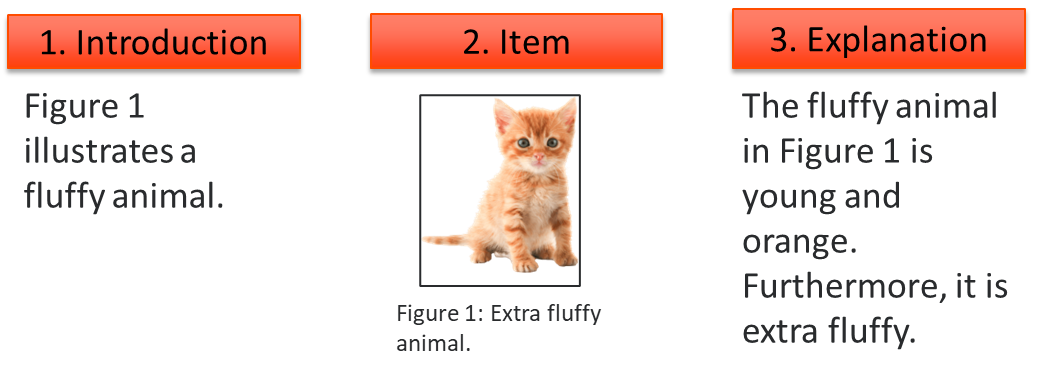 1. Introduction
Figure 1
illustrates a
fluffy animal.
2. Item
Figure 1: Extra fluffy
animal.
3. Explanation
The fluffy animal
in Figure 1 is
young and
orange.
Furthermore, it is
extra fluffy.